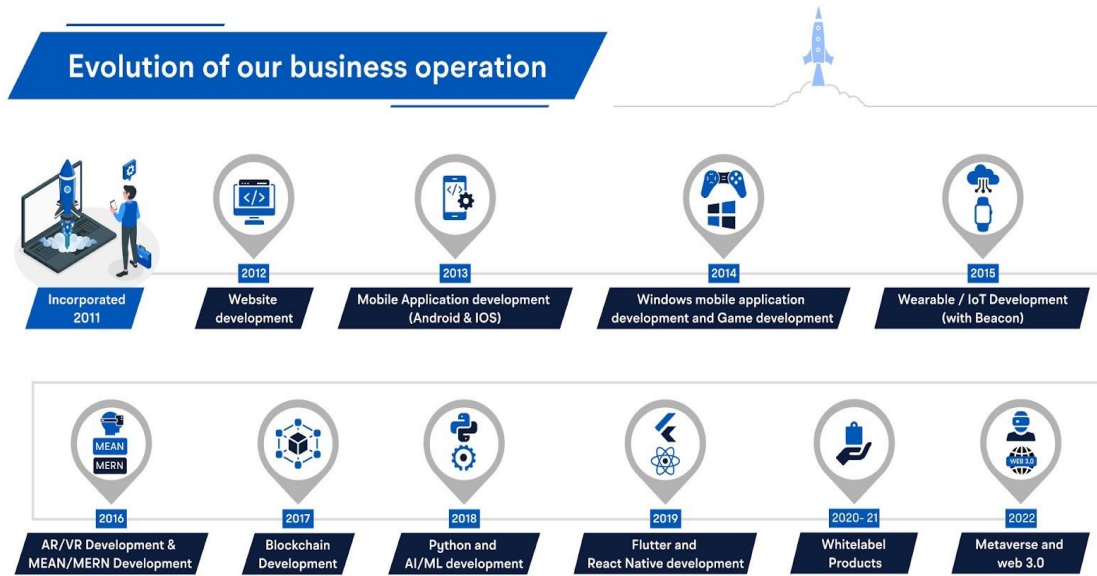 Evolution of our business operation
</>
</>
2012
2013
2014
2015
Incorporated
2011
Website
development
Mobile Application development
(Android & IOS)
Windows mobile application
development and Game development
Wearable / IoT Development
(with Beacon)
MEAN
MERN
WEB 3.0
2016
2017
2018
2019
2020- 21
2022
AR/VR Development &
MEAN/MERN Development
Blockchain
Development
Python and
AI/ML development
Flutter and
React Native development
Whitelabel
Products
Metaverse and
web 3.0